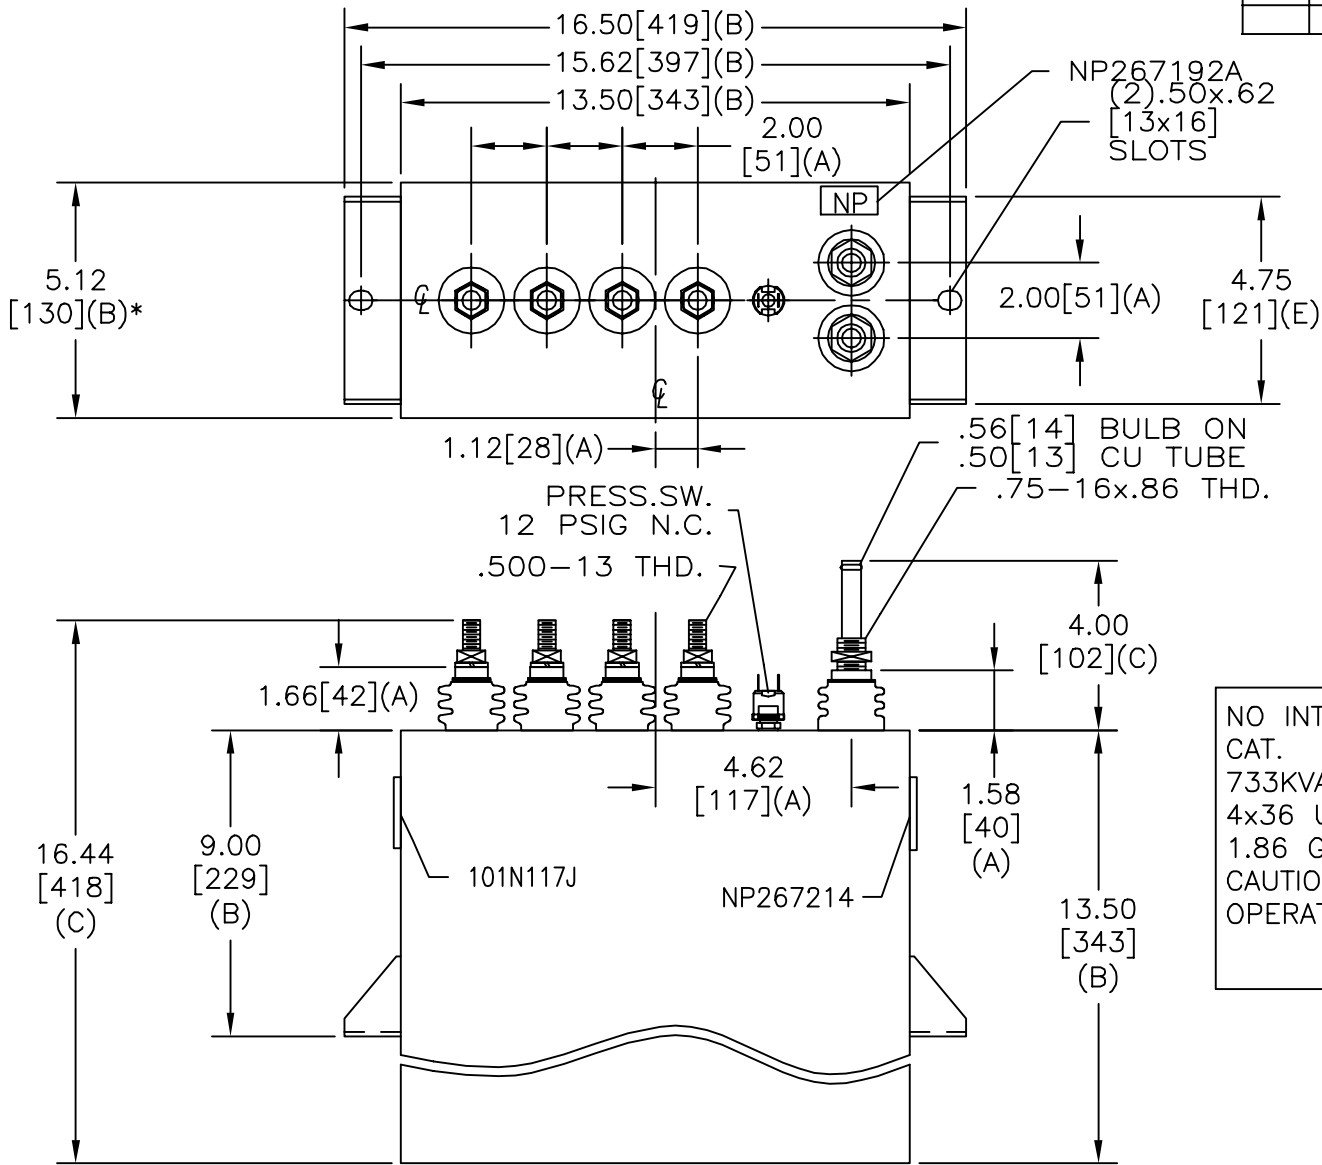 16.50[419](B)
15.62[397](B)
13.50[343](B)
NP267192A
(2).50x.62
[13x16]
SLOTS
2.00
[51](A)
NP
5.12
[130](B)*
℄
2.00[51](A)
4.75
[121](E)
℄
1.12[28](A)
.56[14] BULB ON
.50[13] CU TUBE
.75-16x.86 THD.
PRESS.SW.
12 PSIG N.C.
.500-13 THD.
4.00
[102](C)
1.66[42](A)
4.62
[117](A)
1.58
[40]
(A)
16.44
[418]
(C)
9.00
[229]
(B)
101N117J
NP267214
13.50
[343]
(B)
NO INT
CAT.
733KVA
4x36
1.86 G
CAUTIO
OPERAT